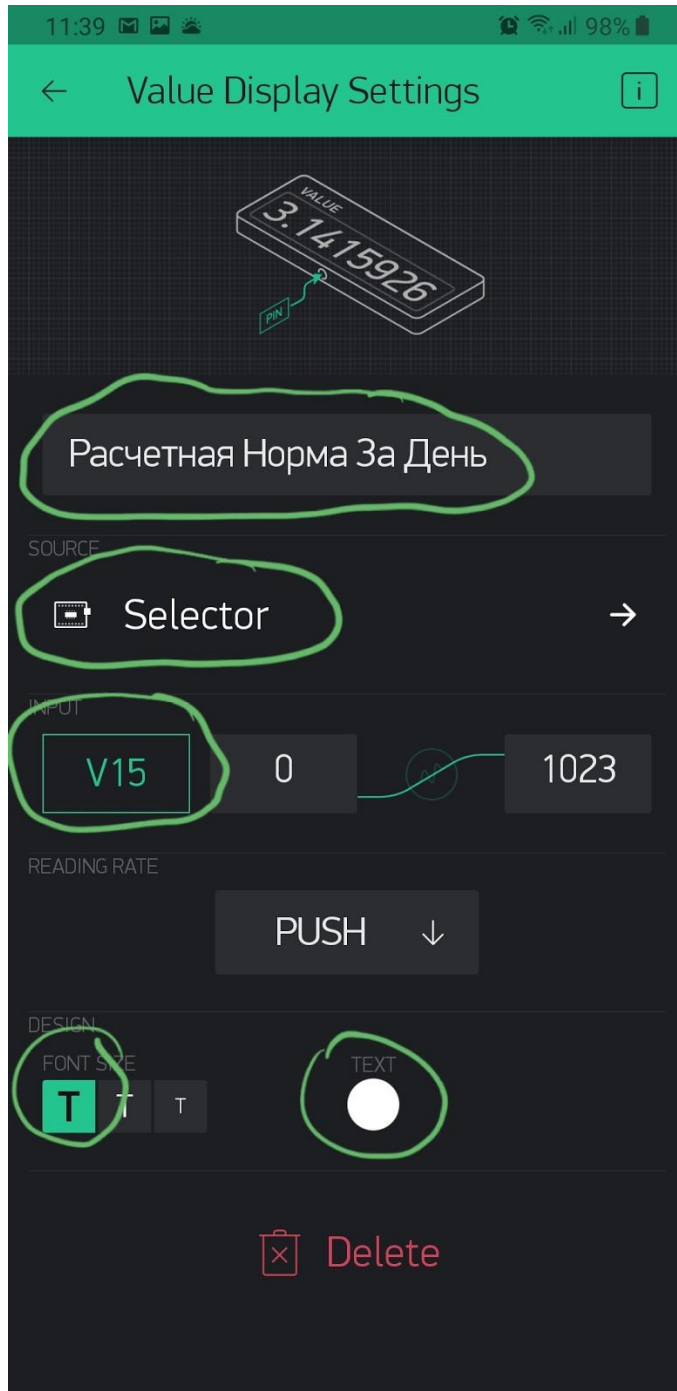 11:39 98%
Value Display Settings i
VALUE
3.1415926
PIN
Расчетная Норма За День
SOURCE
Selector
INPUT
V15 0 1023
READING RATE
PUSH
DESIGN
FONT SIZE TEXT
T T T
Delete